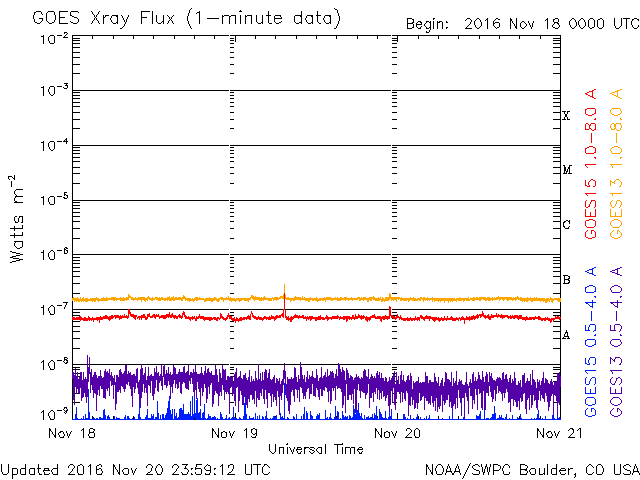 GOES Xray Flux (1-minute data)
Begin: 2016 Nov 18 0000 UTC
10^-2
10^-3
10^-4
10^-5
10^-6
10^-7
10^-8
10^-9
Watts m^-2
X
M
C
B
A
GOES15 1.0-8.0 A
GOES13 1.0-8.0 A
GOES15 0.5-4.0 A
GOES13 0.5-4.0 A
Nov 18 Nov 19 Nov 20 Nov 21
Universal Time
Updated 2016 Nov 20 23:59:12 UTC
NOAA/SWPC Boulder, CO USA